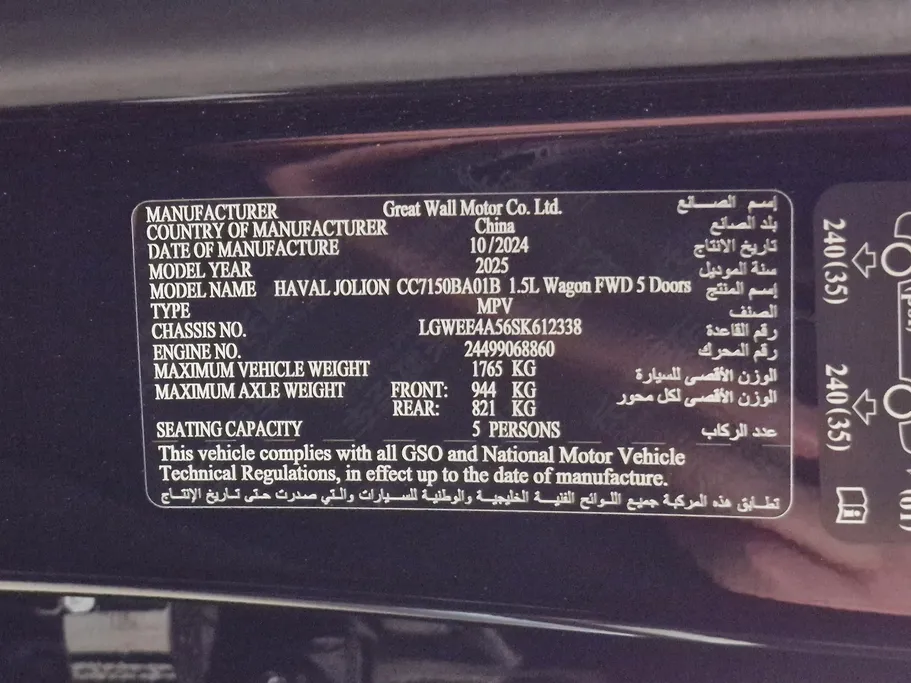 MANUFACTURER Great Wall Motor Co. Ltd. إسم الصانع
COUNTRY OF MANUFACTURER China بلد الصانع
DATE OF MANUFACTURE 10/2024 تاريخ الانتاج
MODEL YEAR 2025 سنة الموديل
MODEL NAME HAVAL JOLION CC7150BA01B 1.5L Wagon FWD 5 Doors إسم المنتج
TYPE MPV الصنف
CHASSIS NO. LGWEE4A56SK612338 رقم القاعدة
ENGINE NO. 24499068860 رقم المحرك
MAXIMUM VEHICLE WEIGHT 1765 KG الوزن الأقصى للسيارة
MAXIMUM AXLE WEIGHT FRONT: 944 KG الوزن الأقصى لكل محور
REAR: 821 KG
SEATING CAPACITY 5 PERSONS عدد الركاب
This vehicle complies with all GSO and National Motor Vehicle
Technical Regulations, in effect up to the date of manufacture.
تطابق هذه المركبة جميع اللوائح الفنية الخليجية والوطنية للسيارات والتي صدرت حتى تاريخ الإنتاج
240(35)
240(35)